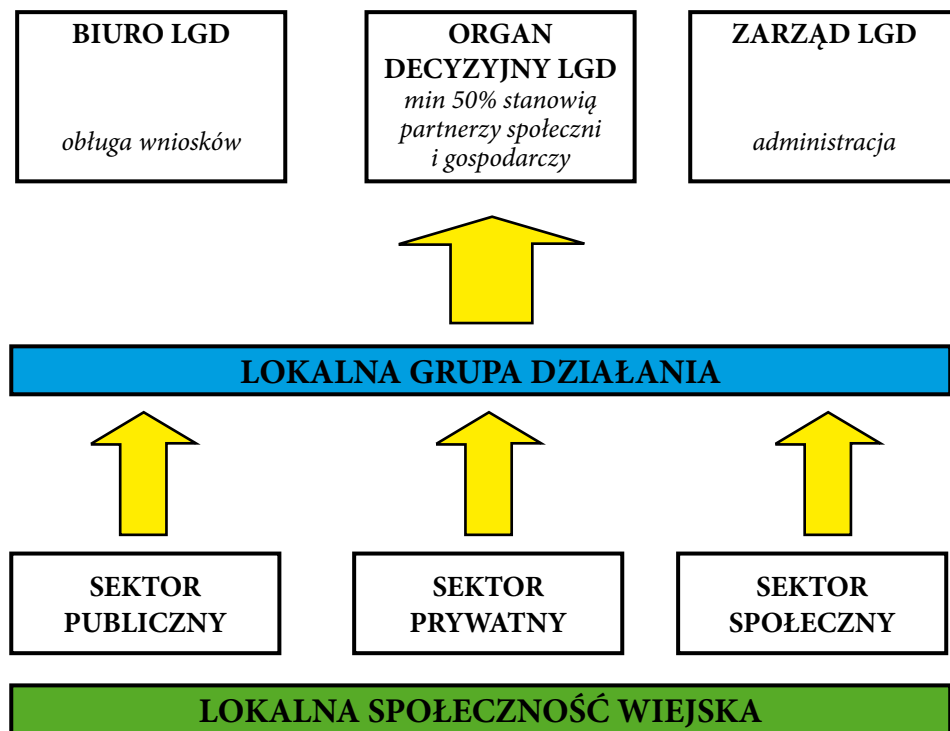 BIURO LGD
obługa wniosków
ORGAN
DECYZYJNY LGD
min 50% stanowią
partnerzy społeczni
i gospodarczy
ZARZĄD LGD
administracja
LOKALNA GRUPA DZIAŁANIA
SEKTOR
PUBLICZNY
SEKTOR
PRYWATNY
SEKTOR
SPOŁECZNY
LOKALNA SPOŁECZNOŚĆ WIEJSKA